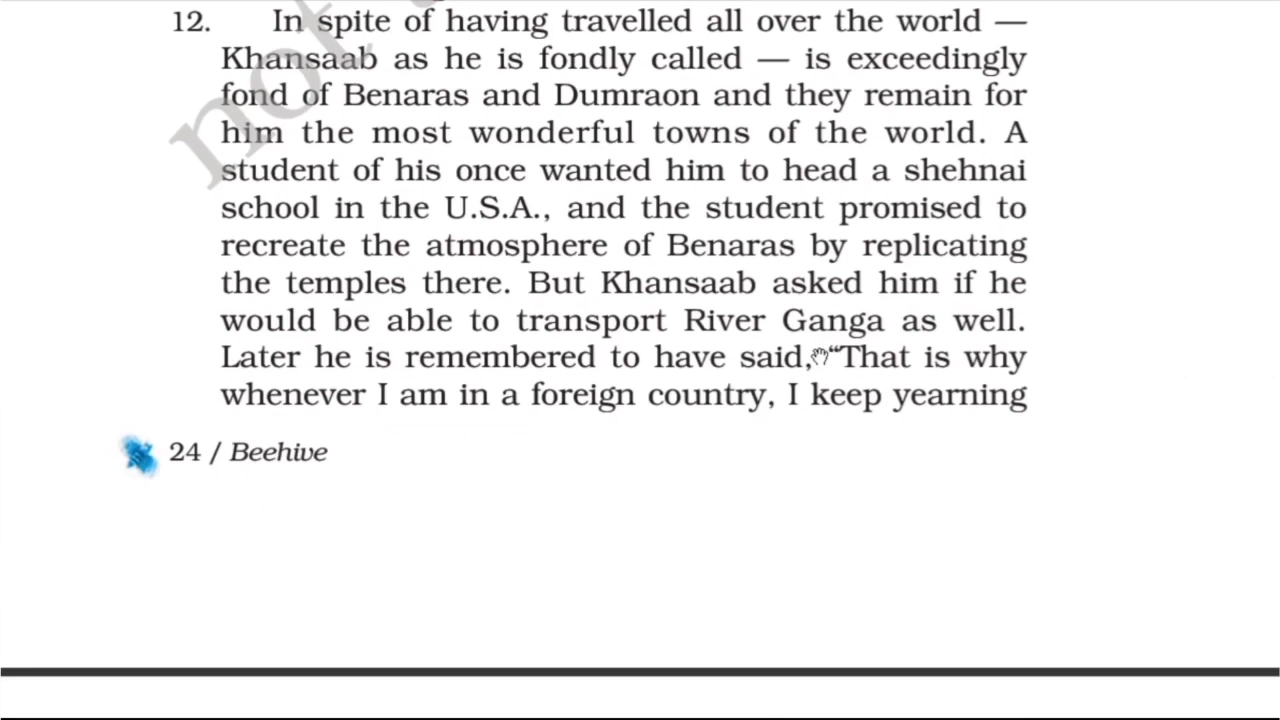 12. In spite of having travelled all over the world —
Khansaab as he is fondly called — is exceedingly
fond of Benaras and Dumraon and they remain for
him the most wonderful towns of the world. A
student of his once wanted him to head a shehnai
school in the U.S.A., and the student promised to
recreate the atmosphere of Benaras by replicating
the temples there. But Khansaab asked him if he
would be able to transport River Ganga as well.
Later he is remembered to have said, “That is why
whenever I am in a foreign country, I keep yearning
24 / Beehive
not